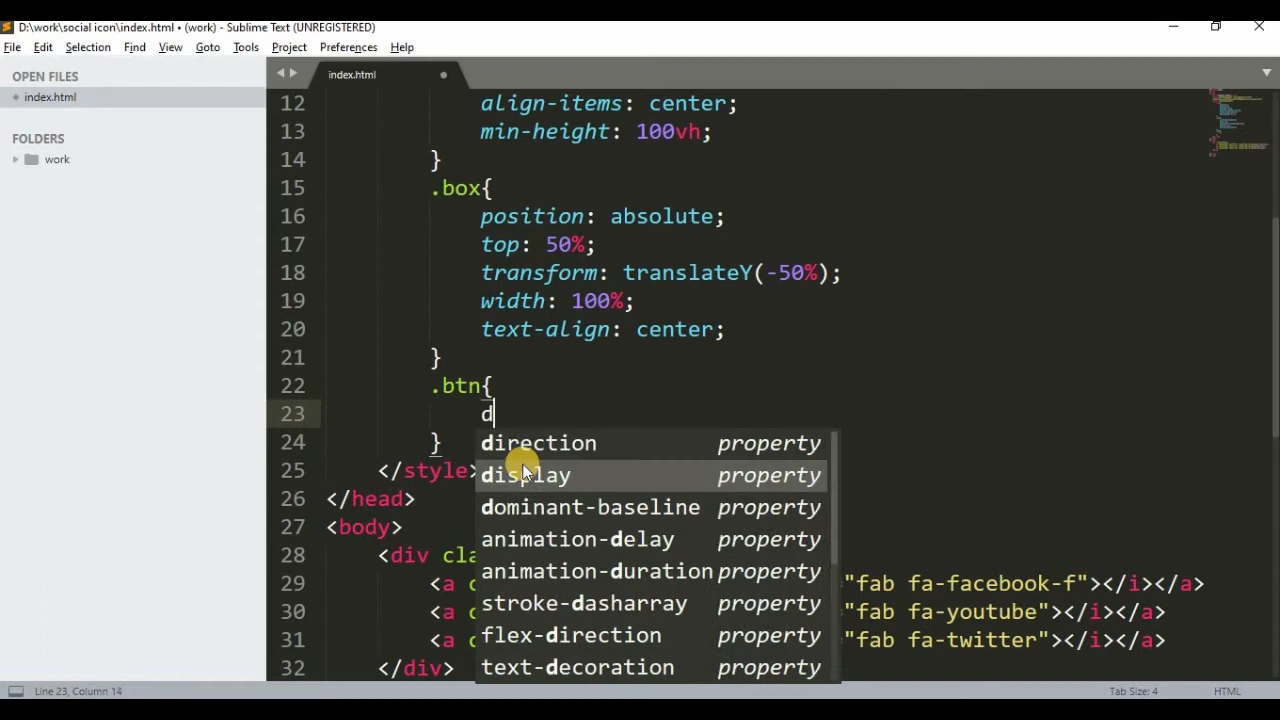 D:\work\social icon\index.html • (work) - Sublime Text (UNREGISTERED)
File Edit Selection Find View Goto Tools Project Preferences Help
OPEN FILES
index.html
FOLDERS
work
index.html
12 align-items: center;
13 min-height: 100vh;
14 }
15 .box{
16 position: absolute;
17 top: 50%;
18 transform: translateY(-50%);
19 width: 100%;
20 text-align: center;
21 }
22 .btn{
23 d
24 }
25 </style>
26 </head>
27 <body>
28 <div cla
29 <a c "fab fa-facebook-f"></i></a>
30 <a c "fab fa-youtube"></i></a>
31 <a c "fab fa-twitter"></i></a>
32 </div>
direction property
display property
dominant-baseline property
animation-delay property
animation-duration property
stroke-dasharray property
flex-direction property
text-decoration property
Line 23, Column 14 Tab Size: 4 HTML